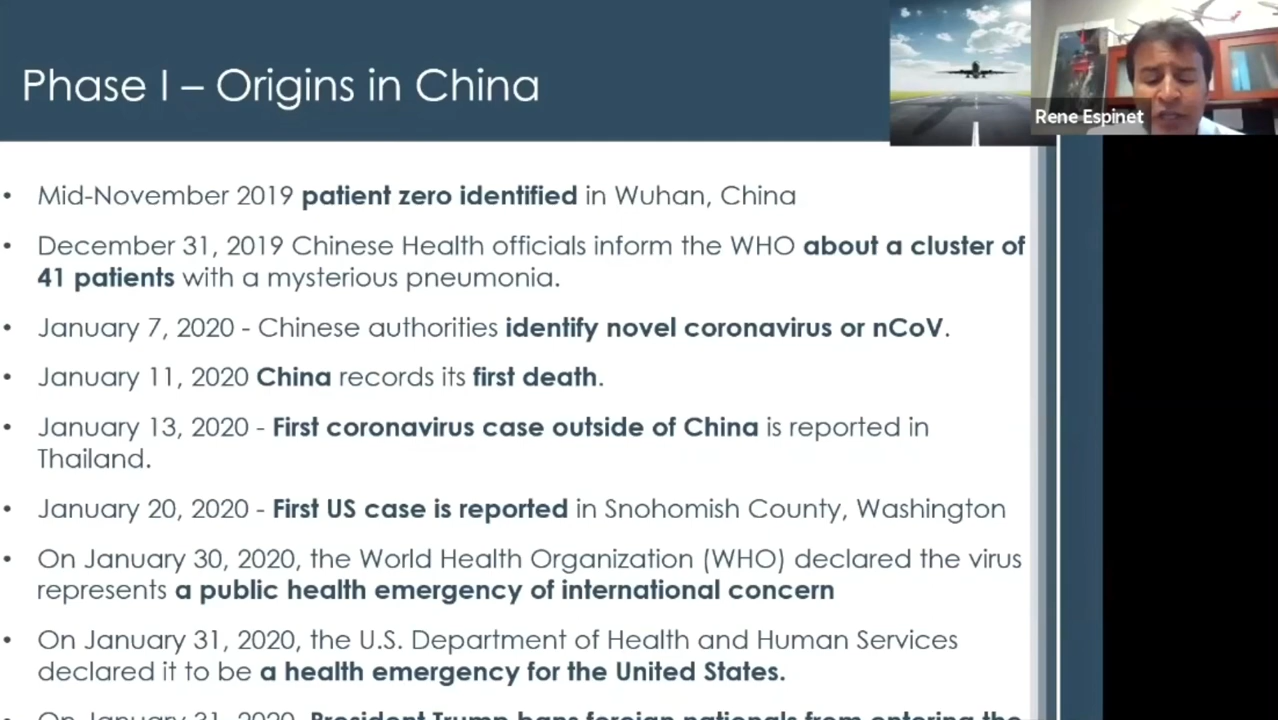 Phase I – Origins in China
Rene Espinet
• Mid-November 2019 patient zero identified in Wuhan, China
• December 31, 2019 Chinese Health officials inform the WHO about a cluster of
41 patients with a mysterious pneumonia.
• January 7, 2020 - Chinese authorities identify novel coronavirus or nCoV.
• January 11, 2020 China records its first death.
• January 13, 2020 - First coronavirus case outside of China is reported in
Thailand.
• January 20, 2020 - First US case is reported in Snohomish County, Washington
• On January 30, 2020, the World Health Organization (WHO) declared the virus
represents a public health emergency of international concern
• On January 31, 2020, the U.S. Department of Health and Human Services
declared it to be a health emergency for the United States.
• On January 31, 2020, President Trump bans foreign nationals from entering the